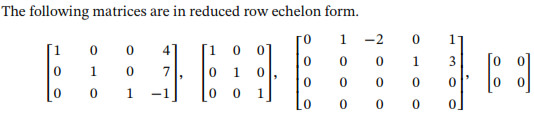 The following matrices are in reduced row echelon form.
[1 0 0 4; 0 1 0 7; 0 0 1 −1], [1 0 0; 0 1 0; 0 0 1], [0 1 −2 0 1; 0 0 0 1 3; 0 0 0 0 0; 0 0 0 0 0], [0 0; 0 0]